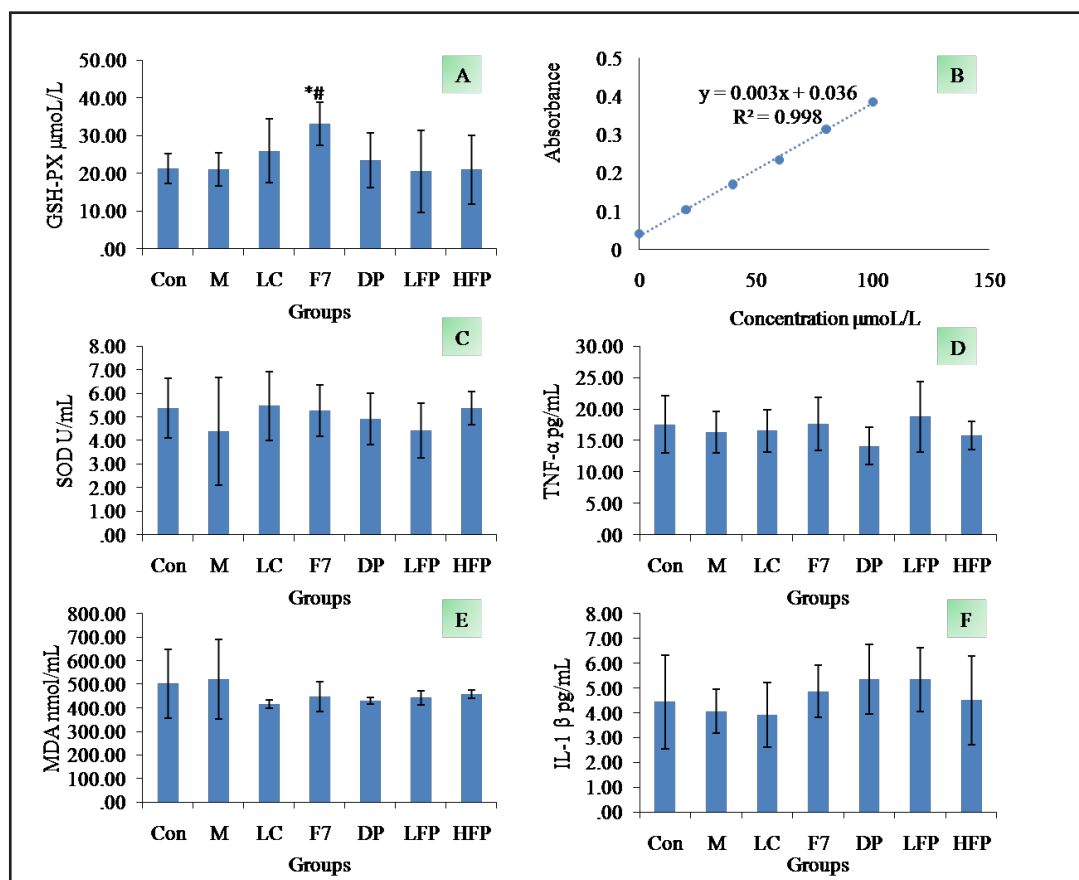 A
GSH-PX μmoL/L
50.00
40.00
30.00
20.00
10.00
.00
*#
Con M LC F7 DP LFP HFP
Groups
B
Absorbance
0.5
0.4
0.3
0.2
0.1
0
y = 0.003x + 0.036
R² = 0.998
0 50 100 150
Concentration μmoL/L
C
SOD U/mL
8.00
7.00
6.00
5.00
4.00
3.00
2.00
1.00
.00
Con M LC F7 DP LFP HFP
Groups
D
TNF-α pg/mL
30.00
25.00
20.00
15.00
10.00
5.00
.00
Con M LC F7 DP LFP HFP
Groups
E
MDA nmol/mL
800.00
700.00
600.00
500.00
400.00
300.00
200.00
100.00
.00
Con M LC F7 DP LFP HFP
Groups
F
IL-1 β pg/mL
8.00
7.00
6.00
5.00
4.00
3.00
2.00
1.00
.00
Con M LC F7 DP LFP HFP
Groups